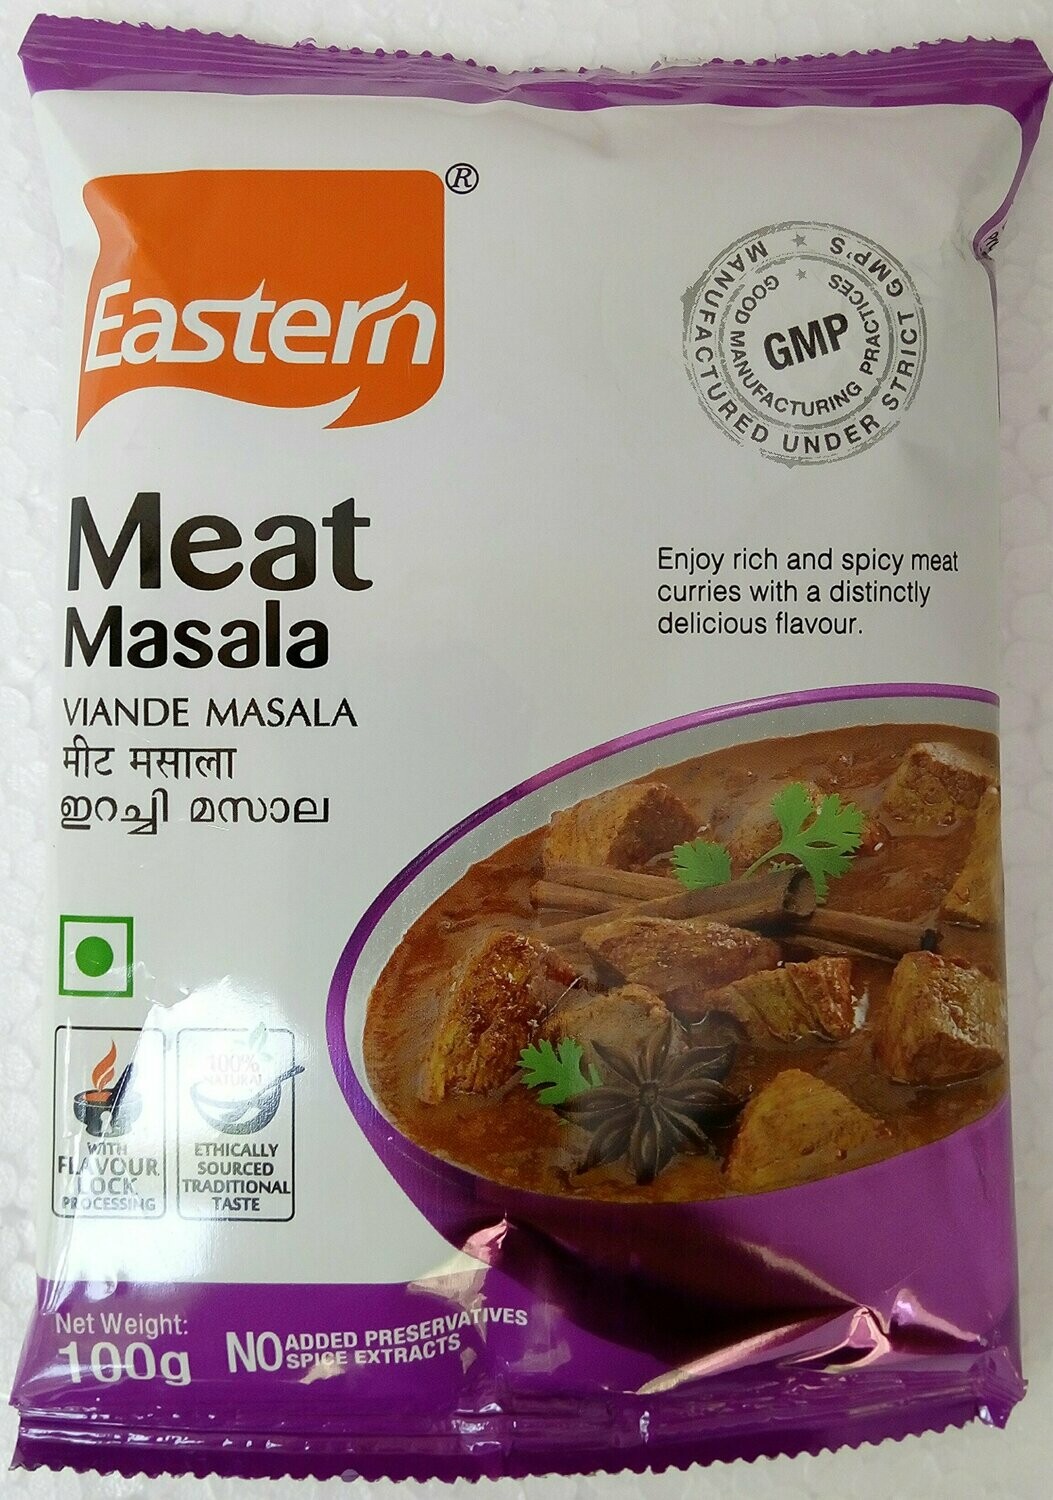 Eastern®
MANUFACTURED UNDER STRICT GMP'S
GOOD MANUFACTURING PRACTICES
GMP
Meat
Masala
VIANDE MASALA
मीट मसाला
ഇറച്ചി മസാല
Enjoy rich and spicy meat
curries with a distinctly
delicious flavour.
WITH
FLAVOUR
LOCK
PROCESSING
100%
NATURAL
ETHICALLY
SOURCED
TRADITIONAL
TASTE
Net Weight:
100g
NO ADDED PRESERVATIVES
SPICE EXTRACTS